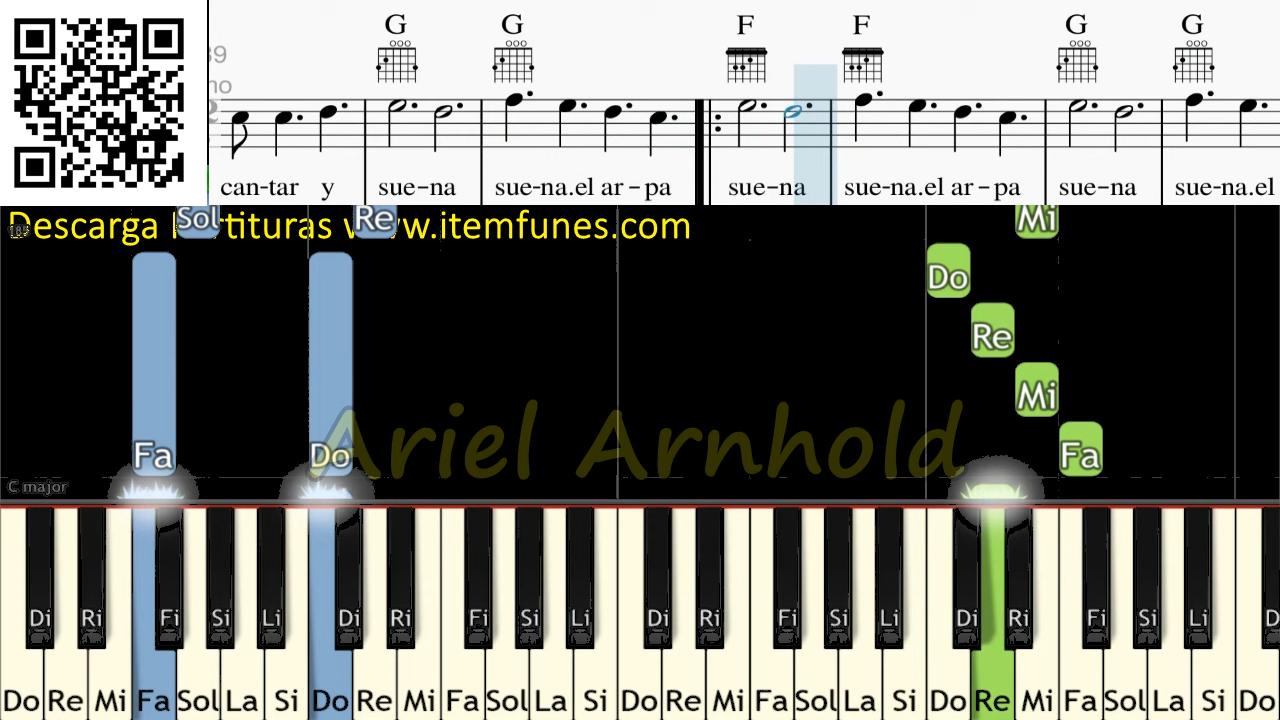 G G F F G G
can-tar y sue-na sue-na.el ar-pa sue-na sue-na.el ar-pa sue-na sue-na.el
Sol Re Mi
www.itemfunes.com
Descarga
Do
Re
Mi
Ariel Arnhold
Fa Do Fa
C major
Di Ri Fi Si Li Di Ri Fi Si Li Di Ri Fi Si Li Di Ri Fi Si Li
Do Re Mi Fa Sol La Si Do Re Mi Fa Sol La Si Do Re Mi Fa Sol La Si Do Re Mi Fa Sol La Si Do